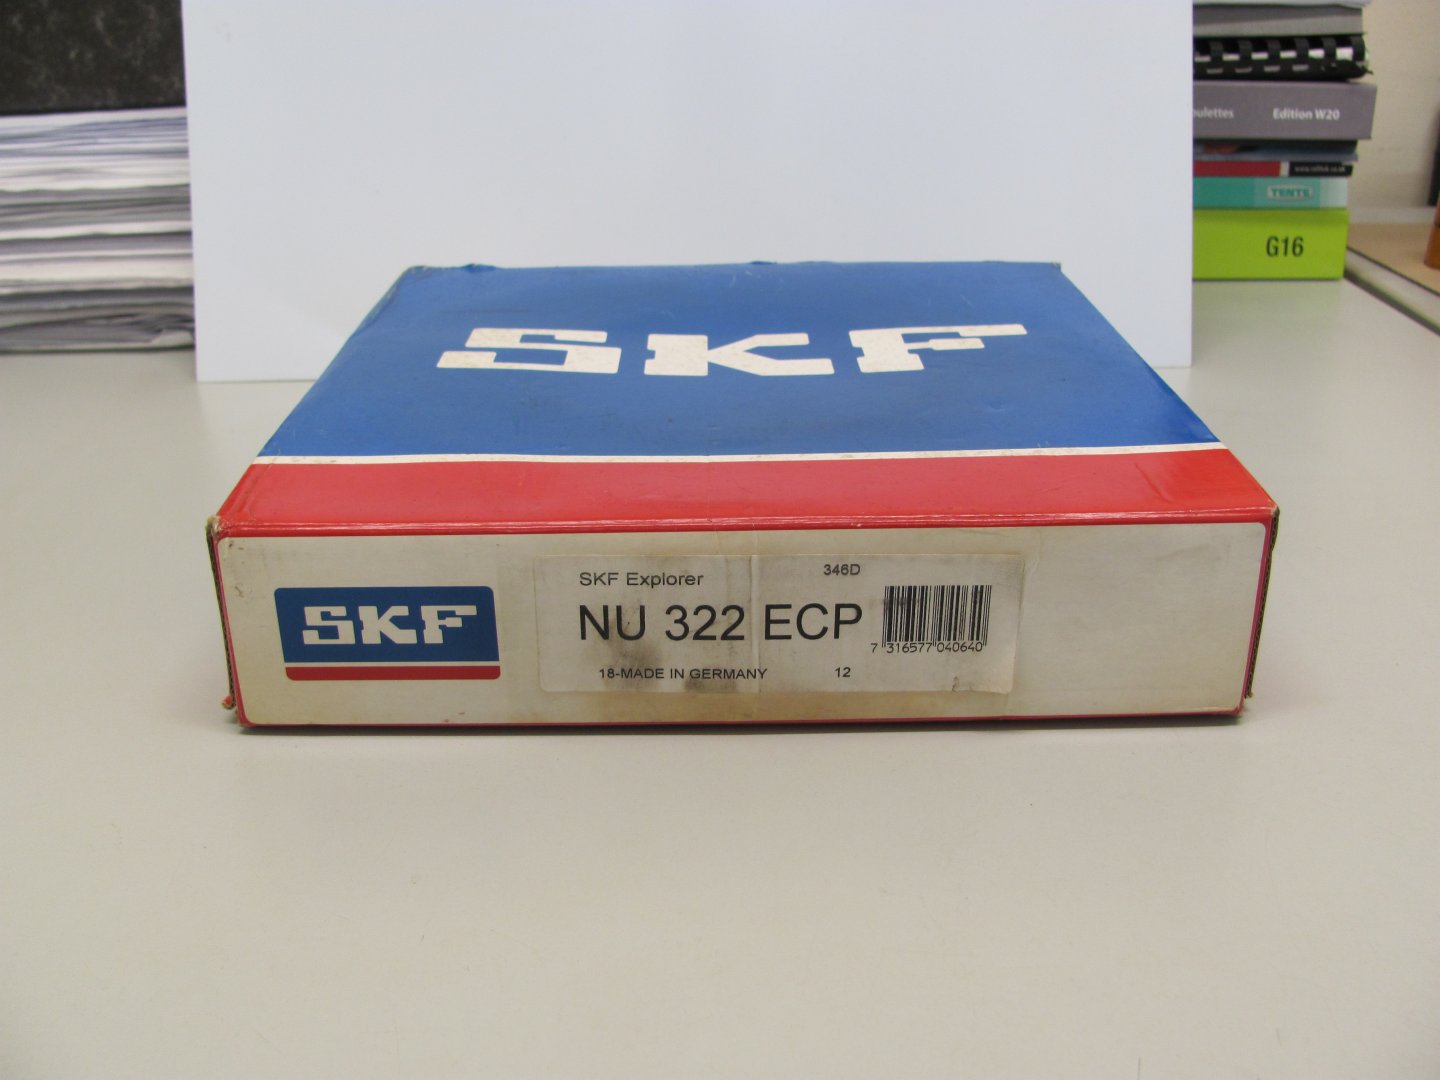 SKF
SKF
SKF Explorer
346D
NU 322 ECP
7 316577 040640
18-MADE IN GERMANY
12
Edition W20
TENTS
G16